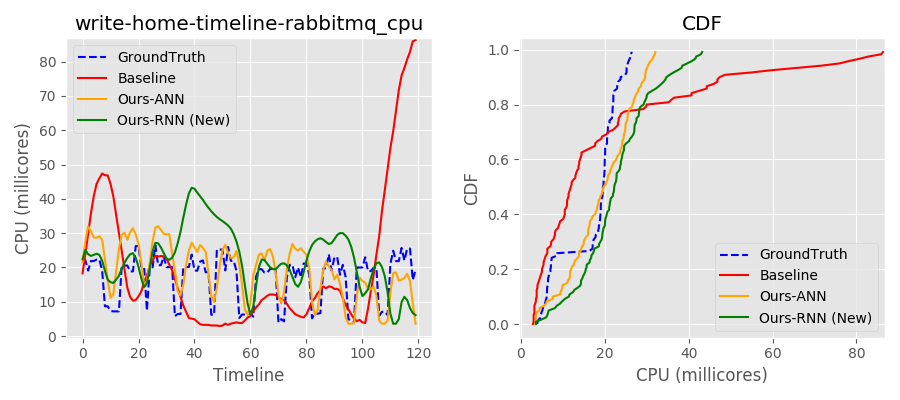 write-home-timeline-rabbitmq_cpu
CPU (millicores)
80
70
60
50
40
30
20
10
0
GroundTruth
Baseline
Ours-ANN
Ours-RNN (New)
0 20 40 60 80 100 120
Timeline
CDF
CDF
1.0
0.8
0.6
0.4
0.2
0.0
GroundTruth
Baseline
Ours-ANN
Ours-RNN (New)
0 20 40 60 80
CPU (millicores)